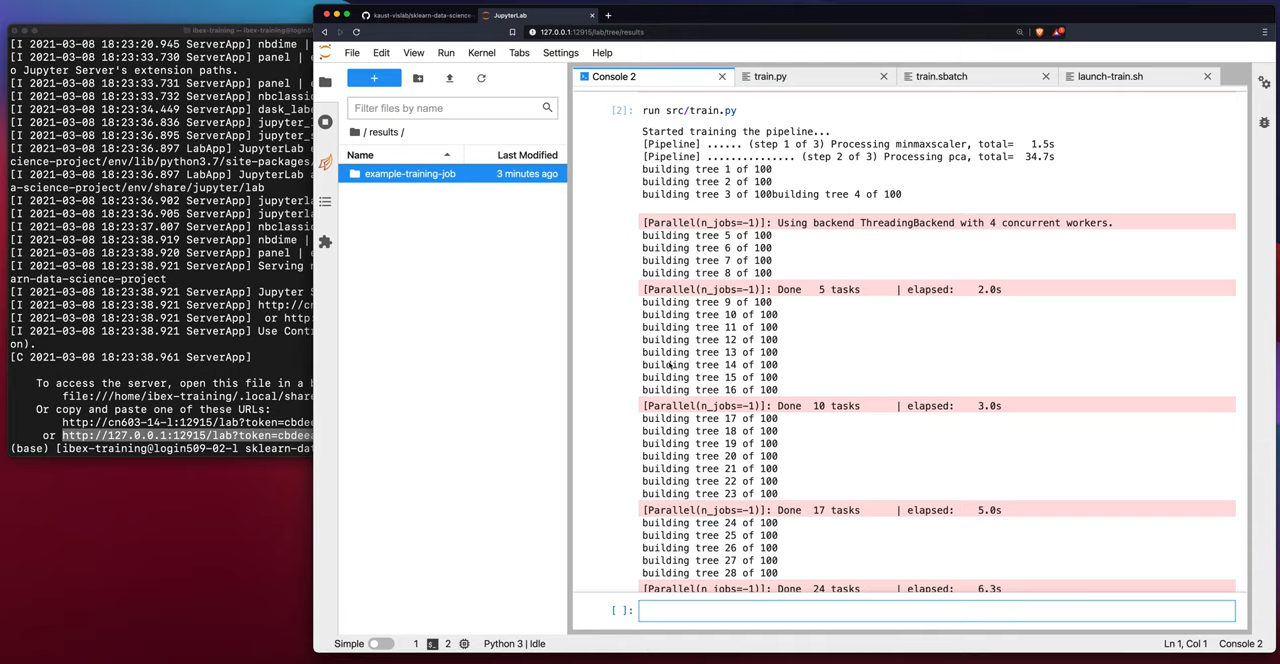 ibex-training — ibex-training@login
[I 2021-03-08 18:23:20.945 ServerApp] nbdime |
[I 2021-03-08 18:23:33.730 ServerApp] panel | e
o Jupyter Server's extension paths.
[I 2021-03-08 18:23:33.731 ServerApp] panel | e
[I 2021-03-08 18:23:33.732 ServerApp] nbclassic
[I 2021-03-08 18:23:34.449 ServerApp] dask_lab
[I 2021-03-08 18:23:36.836 ServerApp] jupyter_
[I 2021-03-08 18:23:36.895 ServerApp] jupyter_s
[I 2021-03-08 18:23:36.897 LabApp] JupyterLab e
cience-project/env/lib/python3.7/site-packages/
[I 2021-03-08 18:23:36.897 LabApp] JupyterLab a
a-science-project/env/share/jupyter/lab
[I 2021-03-08 18:23:36.902 ServerApp] jupyterla
[I 2021-03-08 18:23:36.905 ServerApp] jupyterla
[I 2021-03-08 18:23:37.007 ServerApp] nbclassic
[I 2021-03-08 18:23:38.919 ServerApp] nbdime |
[I 2021-03-08 18:23:38.920 ServerApp] panel | e
[I 2021-03-08 18:23:38.921 ServerApp] Serving n
arn-data-science-project
[I 2021-03-08 18:23:38.921 ServerApp] Jupyter S
[I 2021-03-08 18:23:38.921 ServerApp] http://cn
[I 2021-03-08 18:23:38.921 ServerApp]  or http:
[I 2021-03-08 18:23:38.921 ServerApp] Use Contr
on).
[C 2021-03-08 18:23:38.961 ServerApp]
To access the server, open this file in a b
file:///home/ibex-training/.local/share
Or copy and paste one of these URLs:
http://cn603-14-l:12915/lab?token=cbdee
or http://127.0.0.1:12915/lab?token=cbdeea
(base) [ibex-training@login509-02-l sklearn-dat
kaust-vislab/sklearn-data-science
JupyterLab
127.0.0.1:12915/lab/tree/results
File Edit View Run Kernel Tabs Settings Help
Filter files by name
/ results /
Name Last Modified
example-training-job 3 minutes ago
Console 2 train.py train.sbatch launch-train.sh
[2]: run src/train.py
Started training the pipeline...
[Pipeline] ...... (step 1 of 3) Processing minmaxscaler, total=   1.5s
[Pipeline] ............... (step 2 of 3) Processing pca, total=  34.7s
building tree 1 of 100
building tree 2 of 100
building tree 3 of 100building tree 4 of 100
[Parallel(n_jobs=-1)]: Using backend ThreadingBackend with 4 concurrent workers.
building tree 5 of 100
building tree 6 of 100
building tree 7 of 100
building tree 8 of 100
[Parallel(n_jobs=-1)]: Done   5 tasks      | elapsed:    2.0s
building tree 9 of 100
building tree 10 of 100
building tree 11 of 100
building tree 12 of 100
building tree 13 of 100
building tree 14 of 100
building tree 15 of 100
building tree 16 of 100
[Parallel(n_jobs=-1)]: Done  10 tasks      | elapsed:    3.0s
building tree 17 of 100
building tree 18 of 100
building tree 19 of 100
building tree 20 of 100
building tree 21 of 100
building tree 22 of 100
building tree 23 of 100
[Parallel(n_jobs=-1)]: Done  17 tasks      | elapsed:    5.0s
building tree 24 of 100
building tree 25 of 100
building tree 26 of 100
building tree 27 of 100
building tree 28 of 100
[Parallel(n_jobs=-1)]: Done  24 tasks      | elapsed:    6.3s
[ ]:
Simple 1 2 Python 3 | Idle Ln 1, Col 1 Console 2